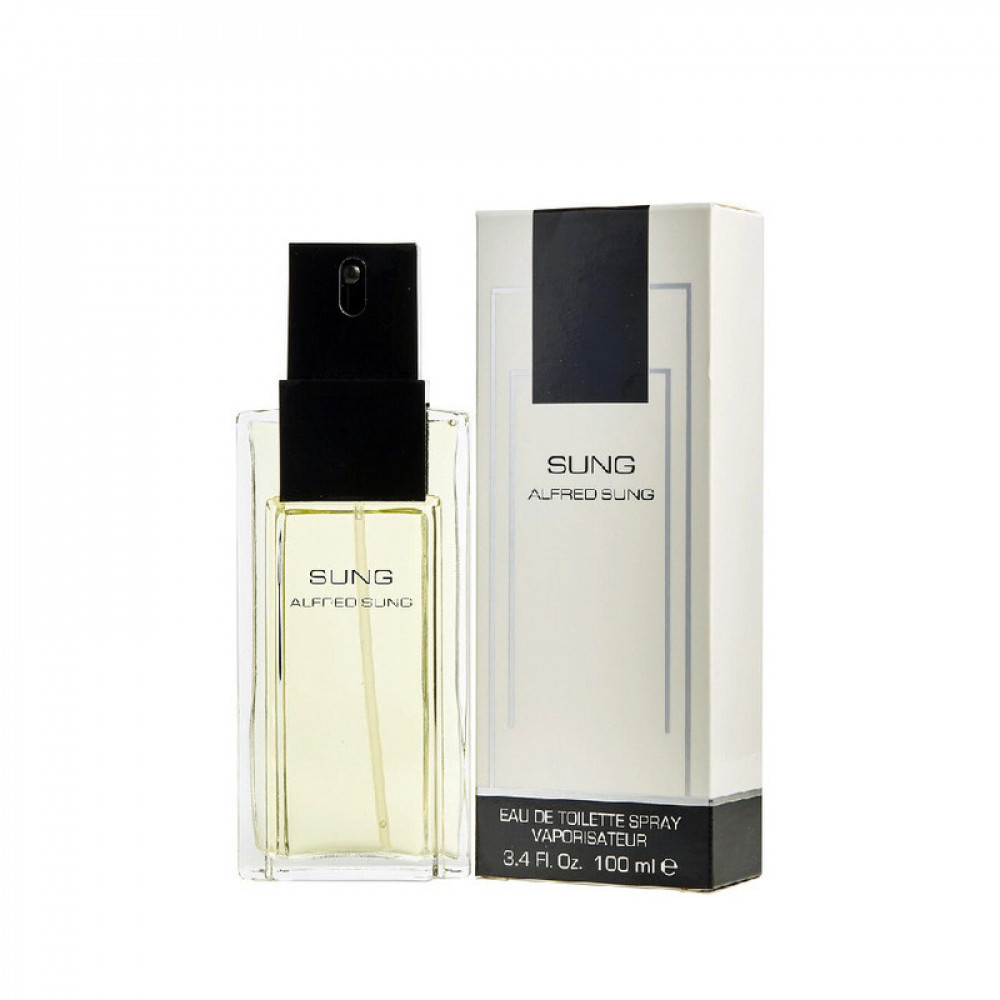 SUNG
ALFRED SUNG
SUNG
ALFRED SUNG
EAU DE TOILETTE SPRAY
VAPORISATEUR
3.4 Fl. Oz. 100 ml ℮